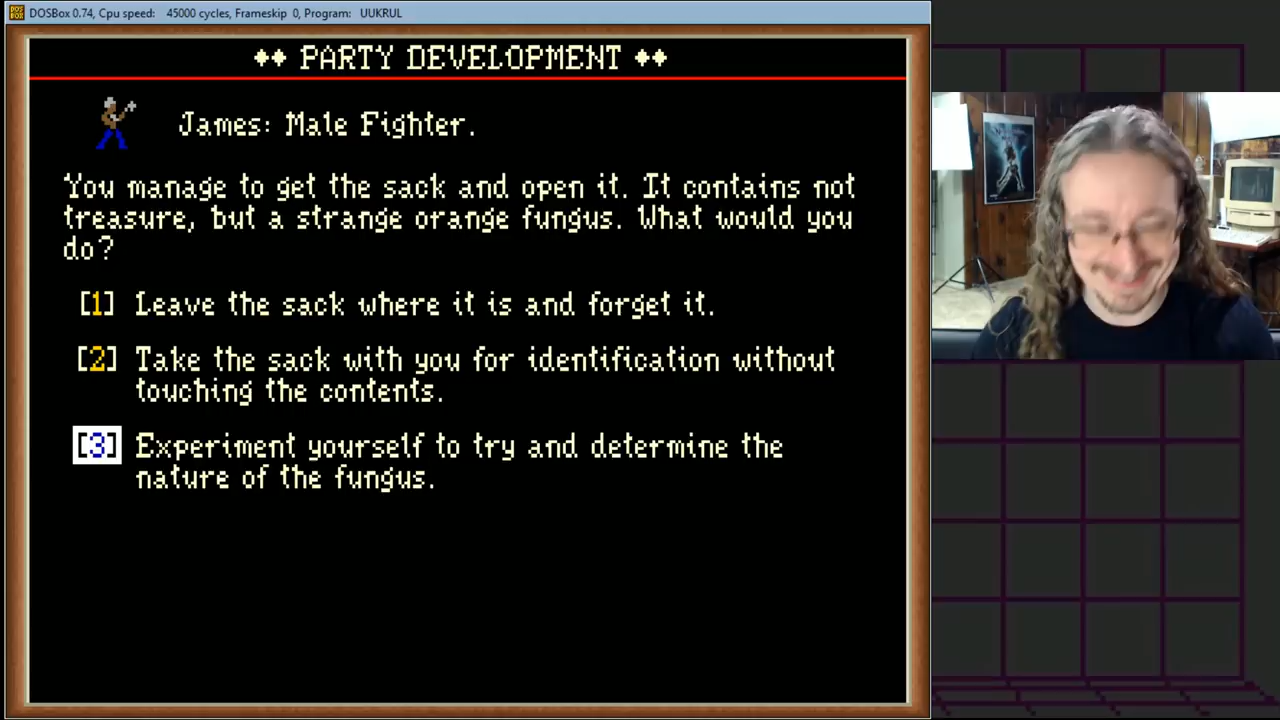 DOSBox 0.74, Cpu speed: 45000 cycles, Frameskip 0, Program: UUKRUL
PARTY DEVELOPMENT
James: Male Fighter.
You manage to get the sack and open it. It contains not
treasure, but a strange orange fungus. What would you
do?
[1] Leave the sack where it is and forget it.
[2] Take the sack with you for identification without
touching the contents.
[3] Experiment yourself to try and determine the
nature of the fungus.